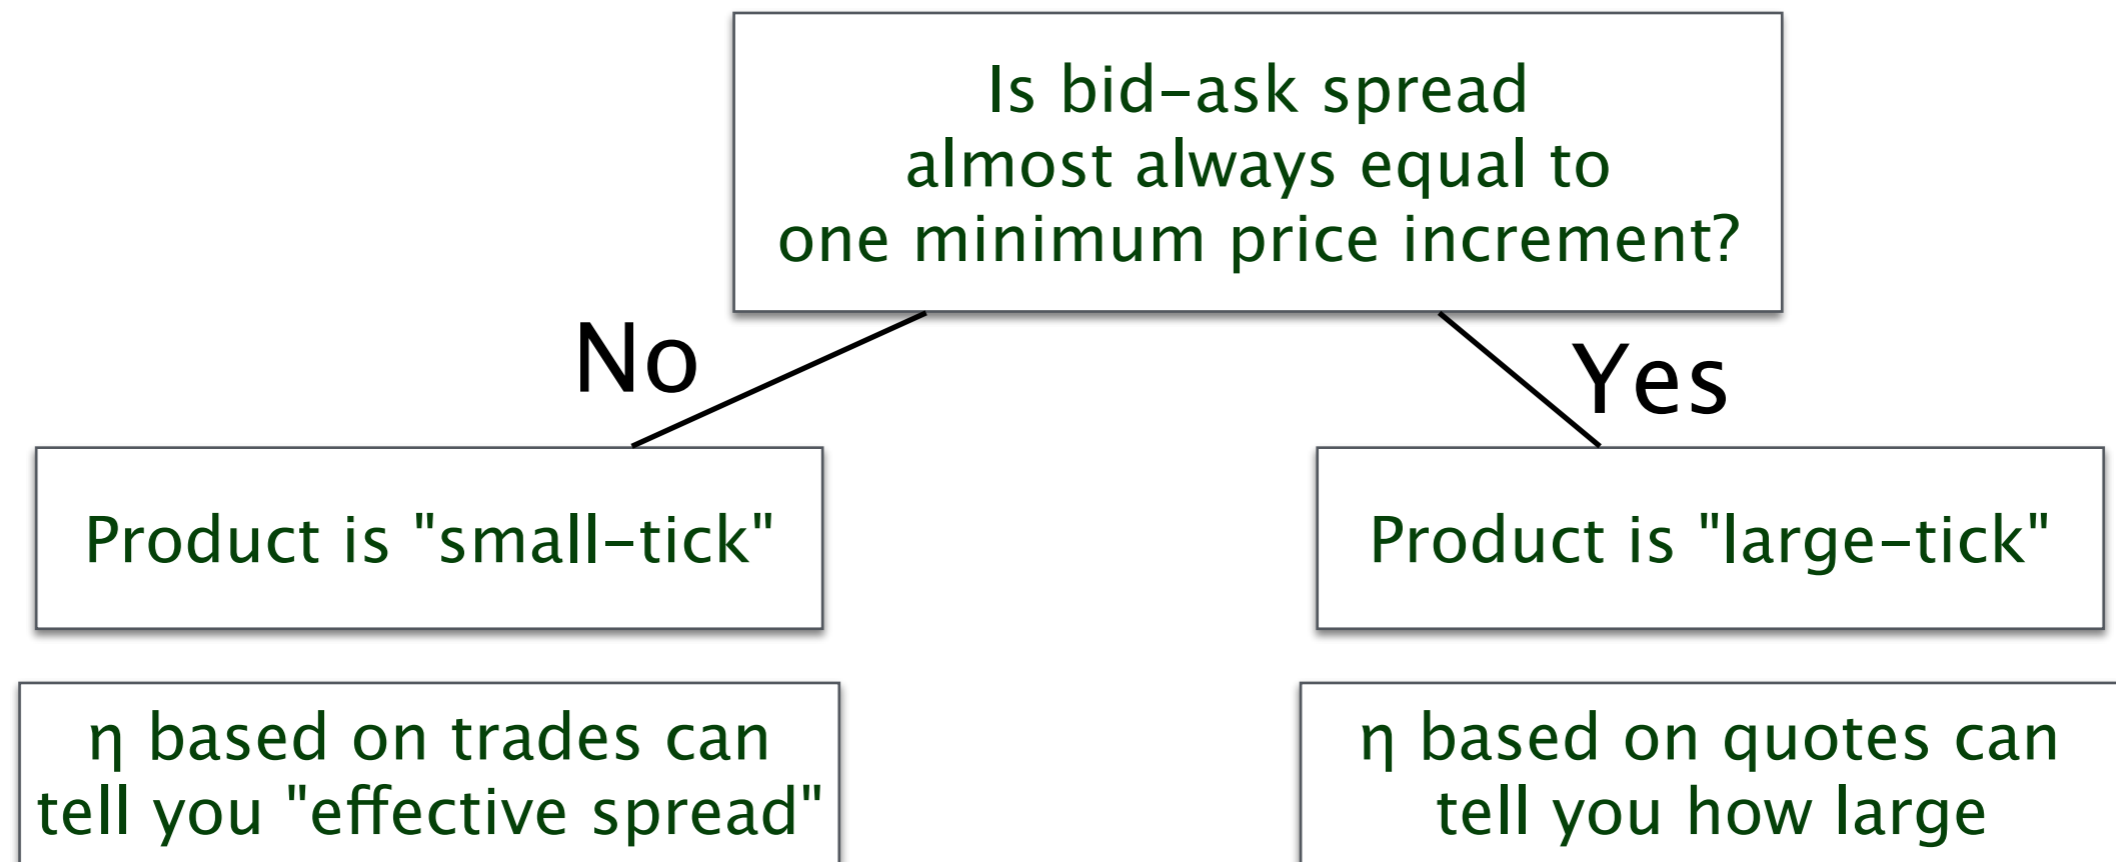 Is bid-ask spread
almost always equal to
one minimum price increment?
No
Yes
Product is "small-tick"
Product is "large-tick"
η based on trades can
tell you "effective spread"
η based on quotes can
tell you how large